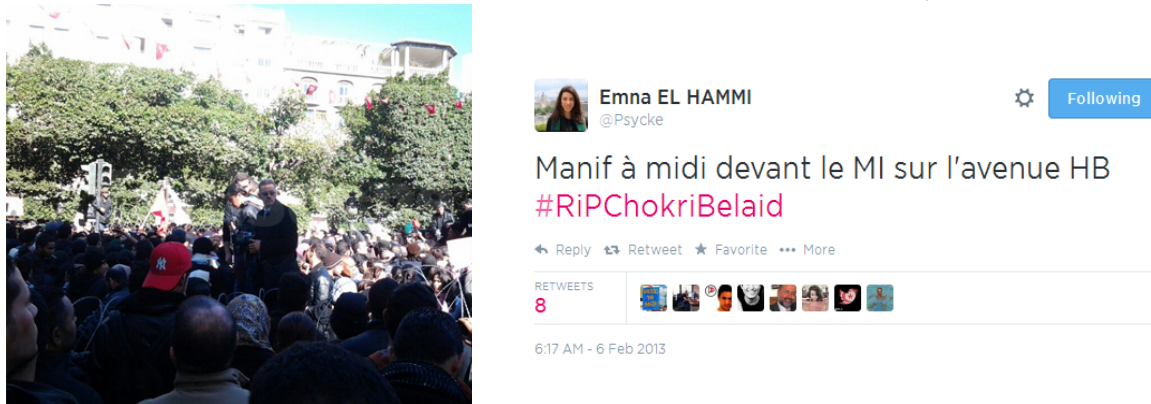 Emna EL HAMMI
@Psycke
Following
Manif à midi devant le MI sur l'avenue HB
#RiPChokriBelaid
Reply Retweet Favorite More
RETWEETS
8
6:17 AM - 6 Feb 2013